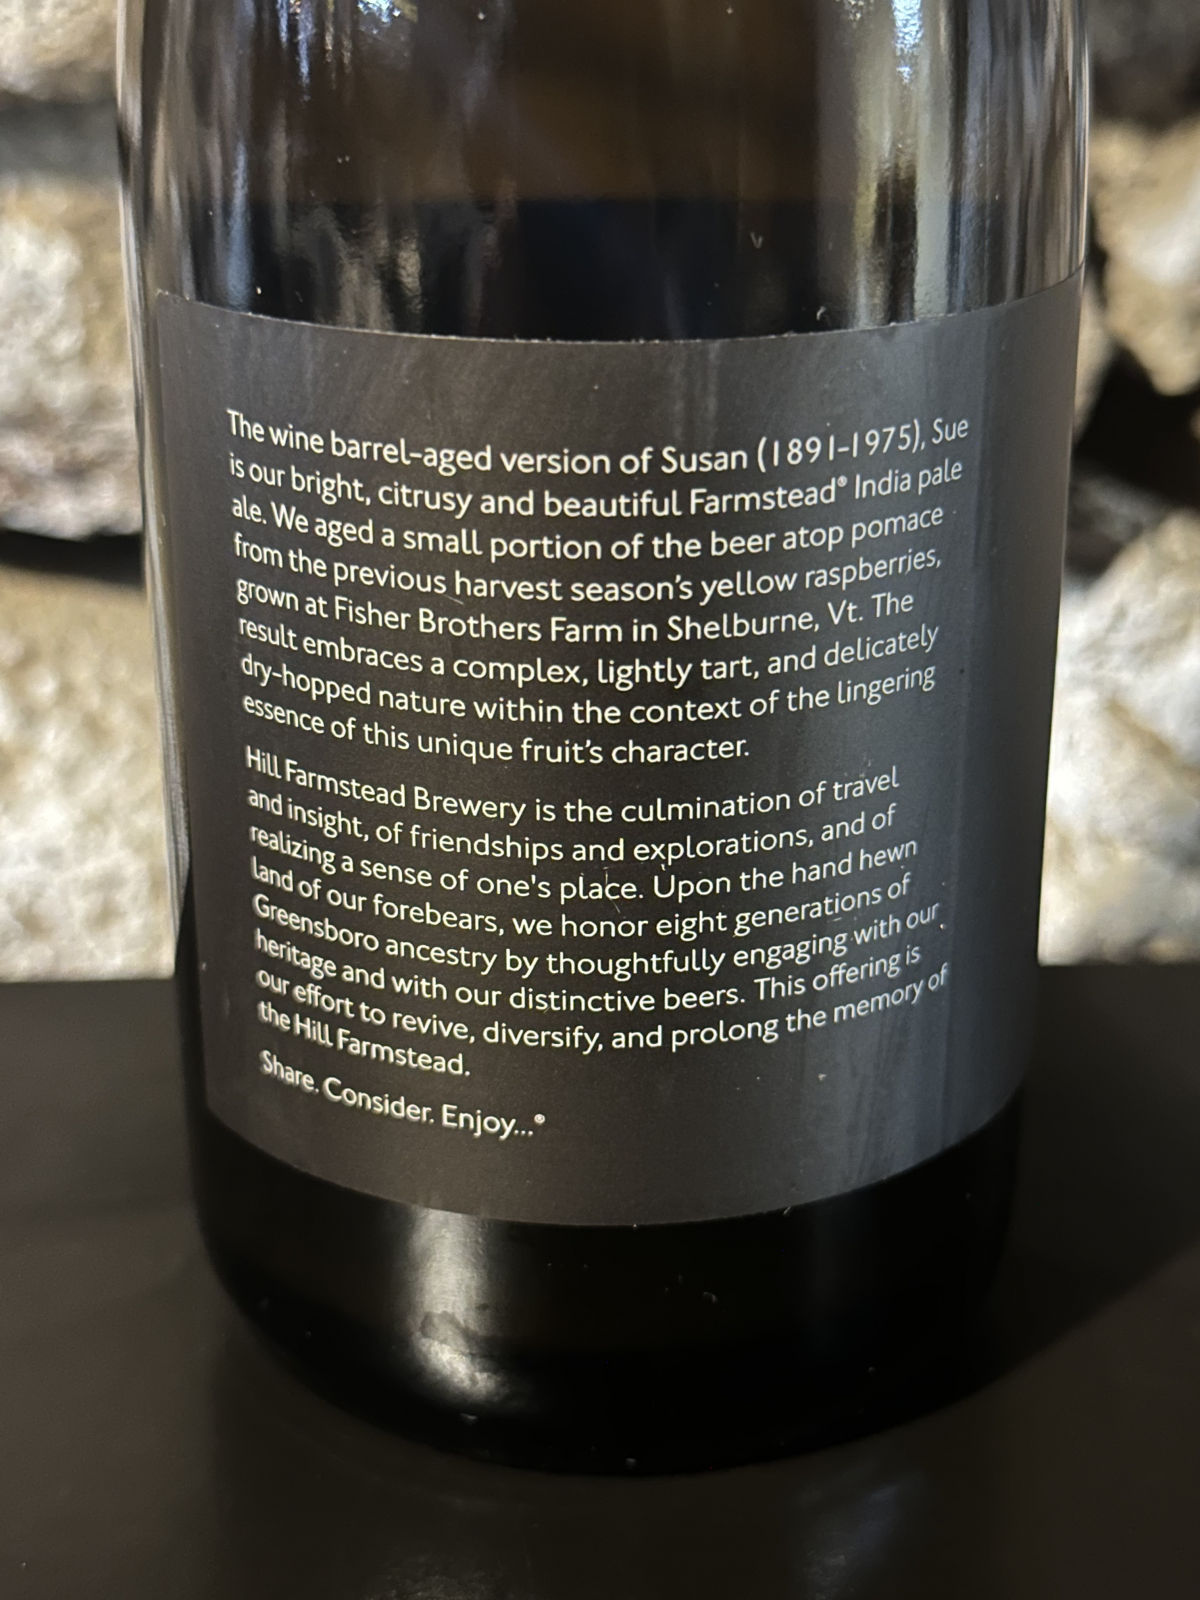 The wine barrel-aged version of Susan (1891-1975), Sue
is our bright, citrusy and beautiful Farmstead® India pale
ale. We aged a small portion of the beer atop pomace
from the previous harvest season's yellow raspberries,
grown at Fisher Brothers Farm in Shelburne, Vt. The
result embraces a complex, lightly tart, and delicately
dry-hopped nature within the context of the lingering
essence of this unique fruit's character.
Hill Farmstead Brewery is the culmination of travel
and insight, of friendships and explorations, and of
realizing a sense of one's place. Upon the hand hewn
land of our forebears, we honor eight generations of
Greensboro ancestry by thoughtfully engaging with our
heritage and with our distinctive beers. This offering is
our effort to revive, diversify, and prolong the memory of
the Hill Farmstead.
Share. Consider. Enjoy...®